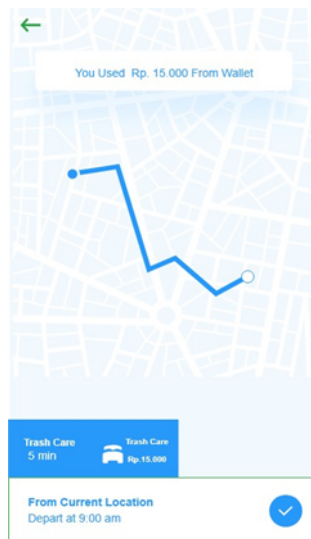 You Used Rp. 15.000 From Wallet
Trash Care
5 min
Trash Care
Rp.15.000
From Current Location
Depart at 9:00 am